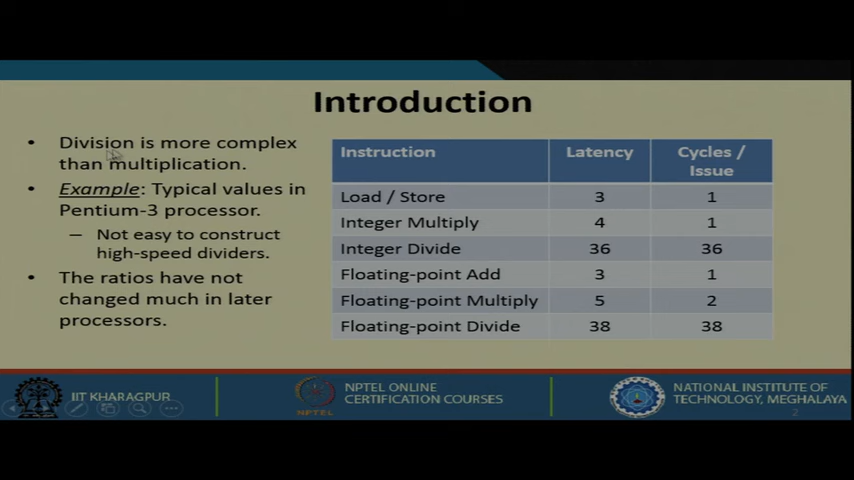 Introduction
• Division is more complex
than multiplication.
• Example: Typical values in
Pentium-3 processor.
– Not easy to construct
high-speed dividers.
• The ratios have not
changed much in later
processors.
Instruction Latency Cycles /
Issue
Load / Store 3 1
Integer Multiply 4 1
Integer Divide 36 36
Floating-point Add 3 1
Floating-point Multiply 5 2
Floating-point Divide 38 38
IIT KHARAGPUR
NPTEL
NPTEL ONLINE
CERTIFICATION COURSES
NATIONAL INSTITUTE OF
TECHNOLOGY, MEGHALAYA
2